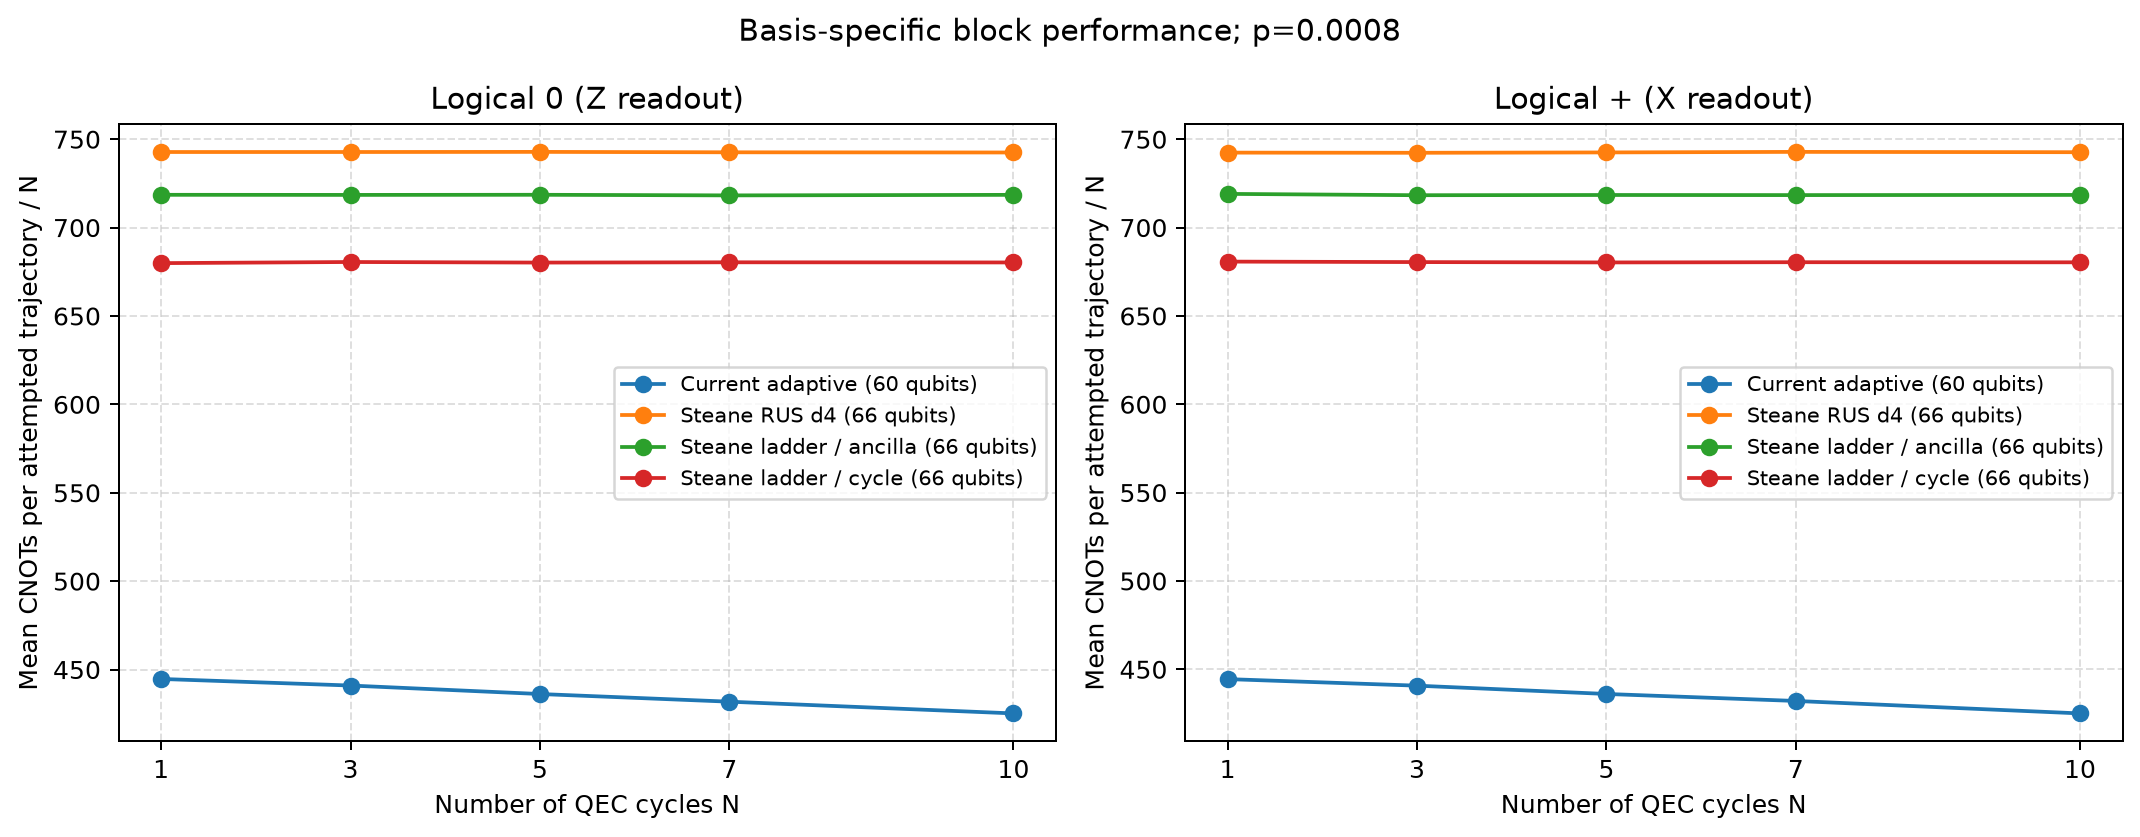 Basis-specific block performance; p=0.0008
Logical 0 (Z readout)
Mean CNOTs per attempted trajectory / N
750
700
650
600
550
500
450
Current adaptive (60 qubits)
Steane RUS d4 (66 qubits)
Steane ladder / ancilla (66 qubits)
Steane ladder / cycle (66 qubits)
1 3 5 7 10
Number of QEC cycles N
Logical + (X readout)
Mean CNOTs per attempted trajectory / N
750
700
650
600
550
500
450
Current adaptive (60 qubits)
Steane RUS d4 (66 qubits)
Steane ladder / ancilla (66 qubits)
Steane ladder / cycle (66 qubits)
1 3 5 7 10
Number of QEC cycles N